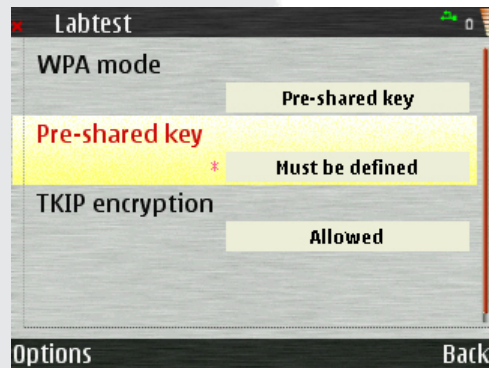 Labtest
WPA mode
Pre-shared key
Pre-shared key
* Must be defined
TKIP encryption
Allowed
Options Back